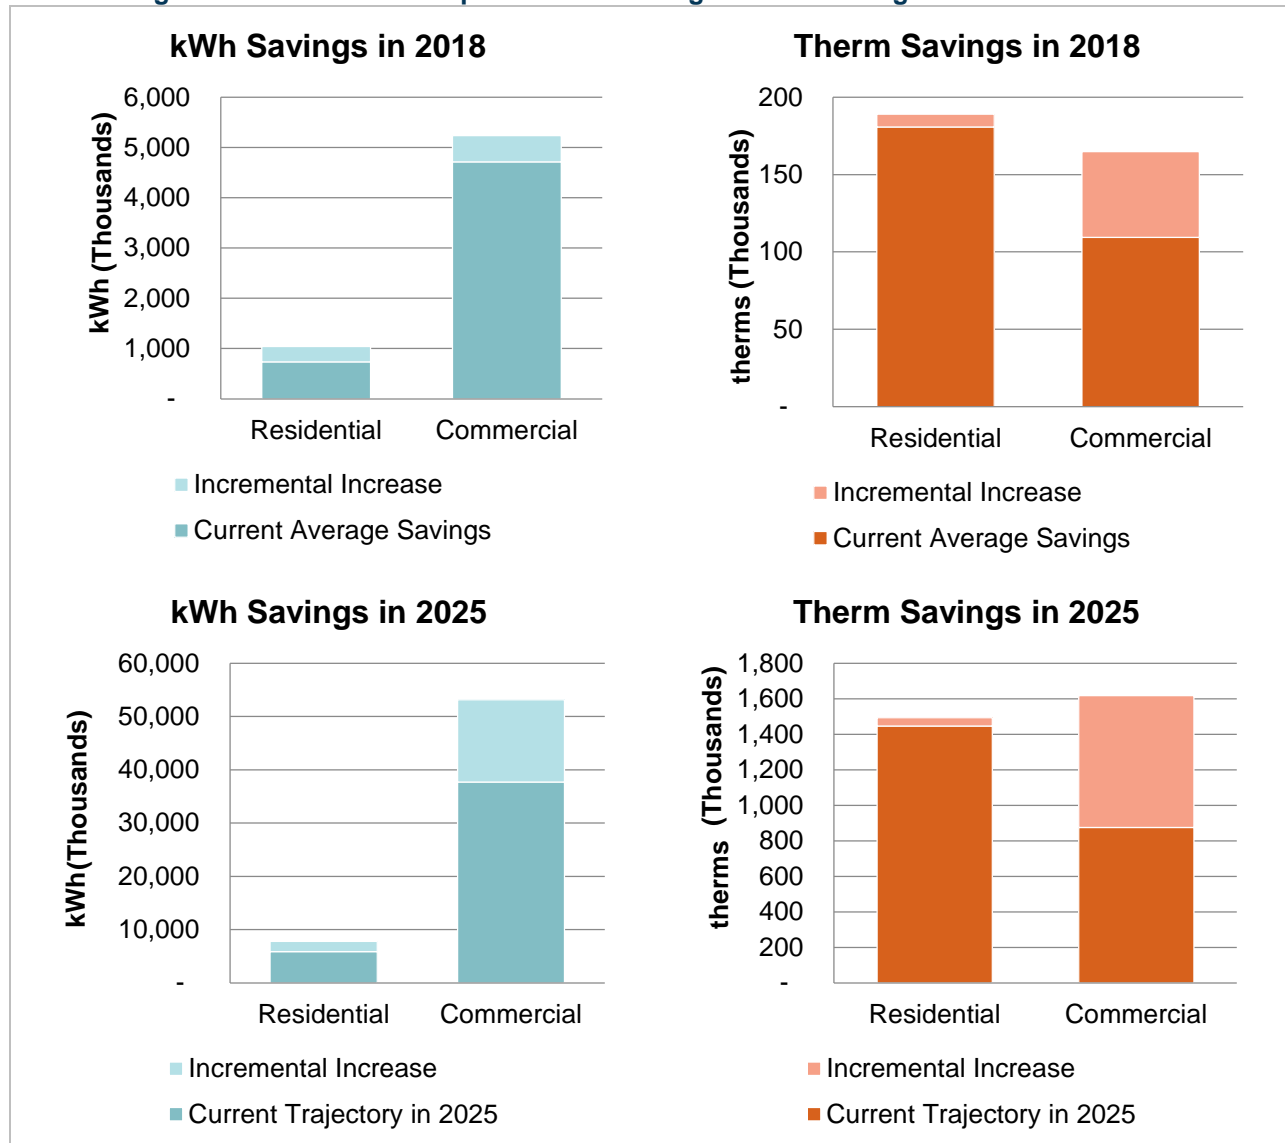 kWh Savings in 2018
6,000
5,000
4,000
3,000
2,000
1,000
-
kWh (Thousands)
Residential
Commercial
Incremental Increase
Current Average Savings
Therm Savings in 2018
200
150
100
50
-
therms (Thousands)
Residential
Commercial
Incremental Increase
Current Average Savings
kWh Savings in 2025
60,000
50,000
40,000
30,000
20,000
10,000
-
kWh(Thousands)
Residential
Commercial
Incremental Increase
Current Trajectory in 2025
Therm Savings in 2025
1,800
1,600
1,400
1,200
1,000
800
600
400
200
-
therms (Thousands)
Residential
Commercial
Incremental Increase
Current Trajectory in 2025